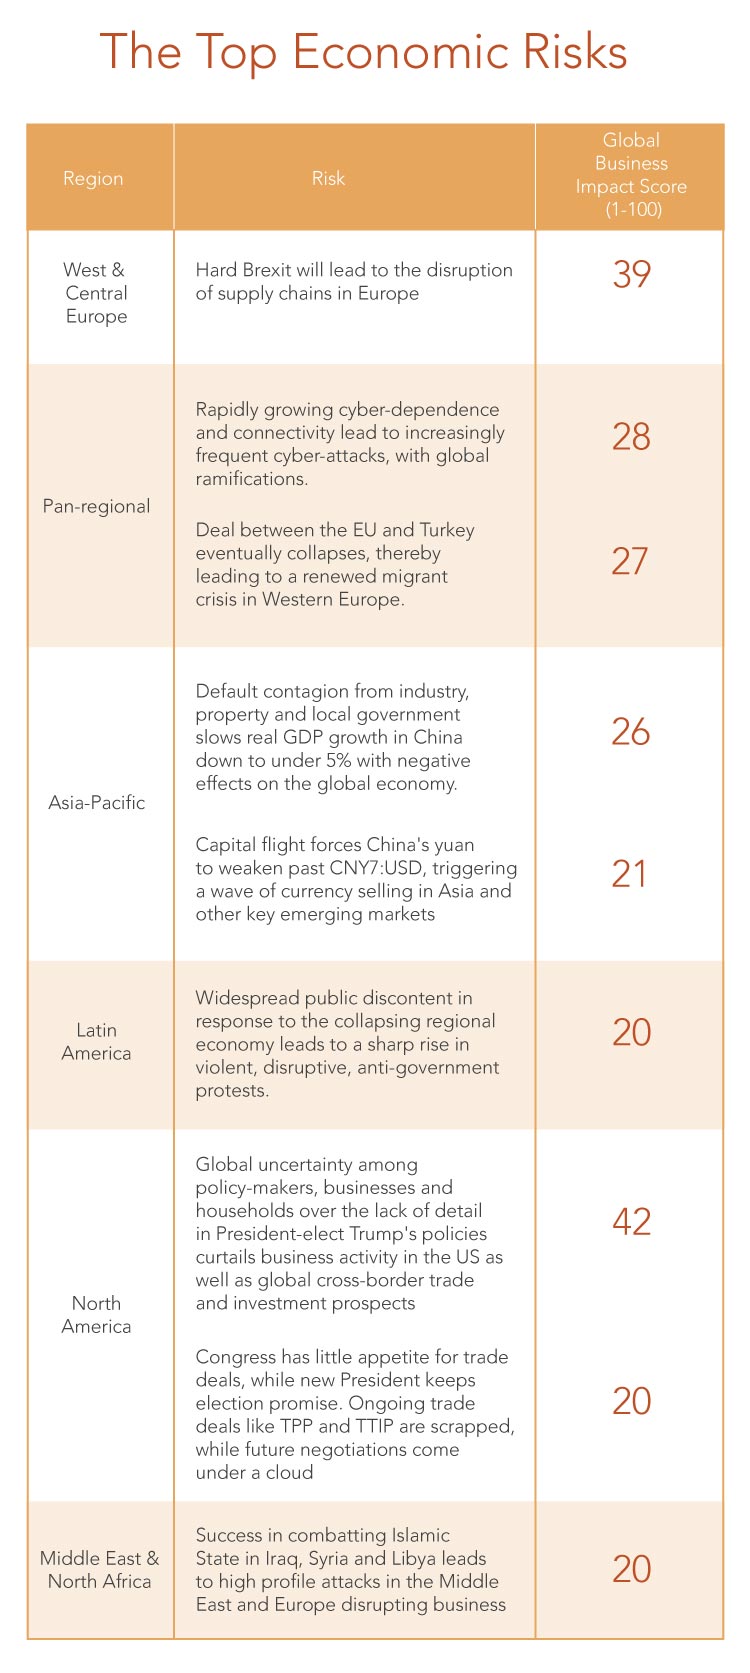 The Top Economic Risks
Region
Risk
Global
Business
Impact Score
(1-100)
West &
Central
Europe
Hard Brexit will lead to the disruption
of supply chains in Europe
39
Pan-regional
Rapidly growing cyber-dependence
and connectivity lead to increasingly
frequent cyber-attacks, with global
ramifications.
28
Deal between the EU and Turkey
eventually collapses, thereby
leading to a renewed migrant
crisis in Western Europe.
27
Asia-Pacific
Default contagion from industry,
property and local government
slows real GDP growth in China
down to under 5% with negative
effects on the global economy.
26
Capital flight forces China's yuan
to weaken past CNY7:USD, triggering
a wave of currency selling in Asia and
other key emerging markets
21
Latin
America
Widespread public discontent in
response to the collapsing regional
economy leads to a sharp rise in
violent, disruptive, anti-government
protests.
20
North
America
Global uncertainty among
policy-makers, businesses and
households over the lack of detail
in President-elect Trump's policies
curtails business activity in the US as
well as global cross-border trade
and investment prospects
42
Congress has little appetite for trade
deals, while new President keeps
election promise. Ongoing trade
deals like TPP and TTIP are scrapped,
while future negotiations come
under a cloud
20
Middle East &
North Africa
Success in combatting Islamic
State in Iraq, Syria and Libya leads
to high profile attacks in the Middle
East and Europe disrupting business
20